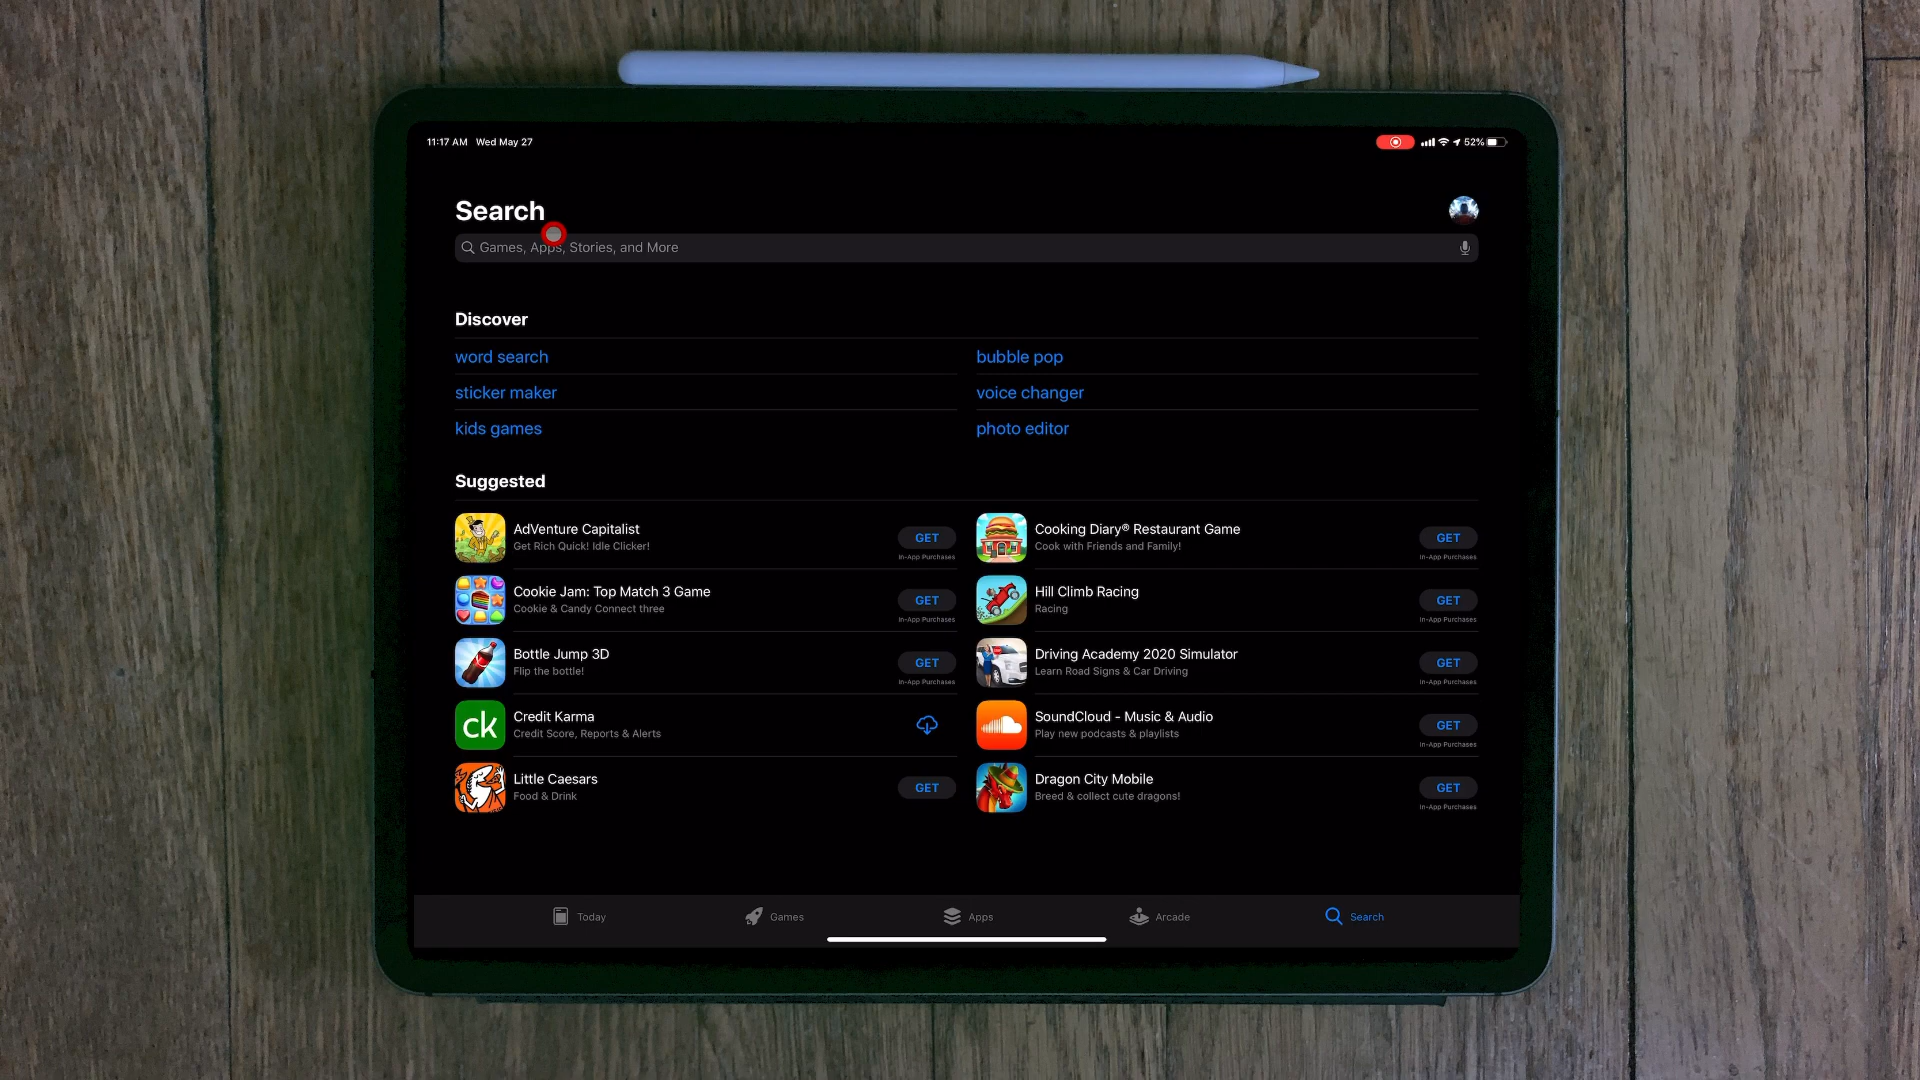 11:17 AM Wed May 27
52%
Search
Games, Apps, Stories, and More
Discover
word search
bubble pop
sticker maker
voice changer
kids games
photo editor
Suggested
AdVenture Capitalist
Get Rich Quick! Idle Clicker!
GET
In-App Purchases
Cooking Diary® Restaurant Game
Cook with Friends and Family!
GET
In-App Purchases
Cookie Jam: Top Match 3 Game
Cookie & Candy Connect three
GET
In-App Purchases
Hill Climb Racing
Racing
GET
In-App Purchases
Bottle Jump 3D
Flip the bottle!
GET
In-App Purchases
Driving Academy 2020 Simulator
Learn Road Signs & Car Driving
GET
In-App Purchases
ck
Credit Karma
Credit Score, Reports & Alerts
SoundCloud - Music & Audio
Play new podcasts & playlists
GET
In-App Purchases
Little Caesars
Food & Drink
GET
Dragon City Mobile
Breed & collect cute dragons!
GET
In-App Purchases
Today
Games
Apps
Arcade
Search